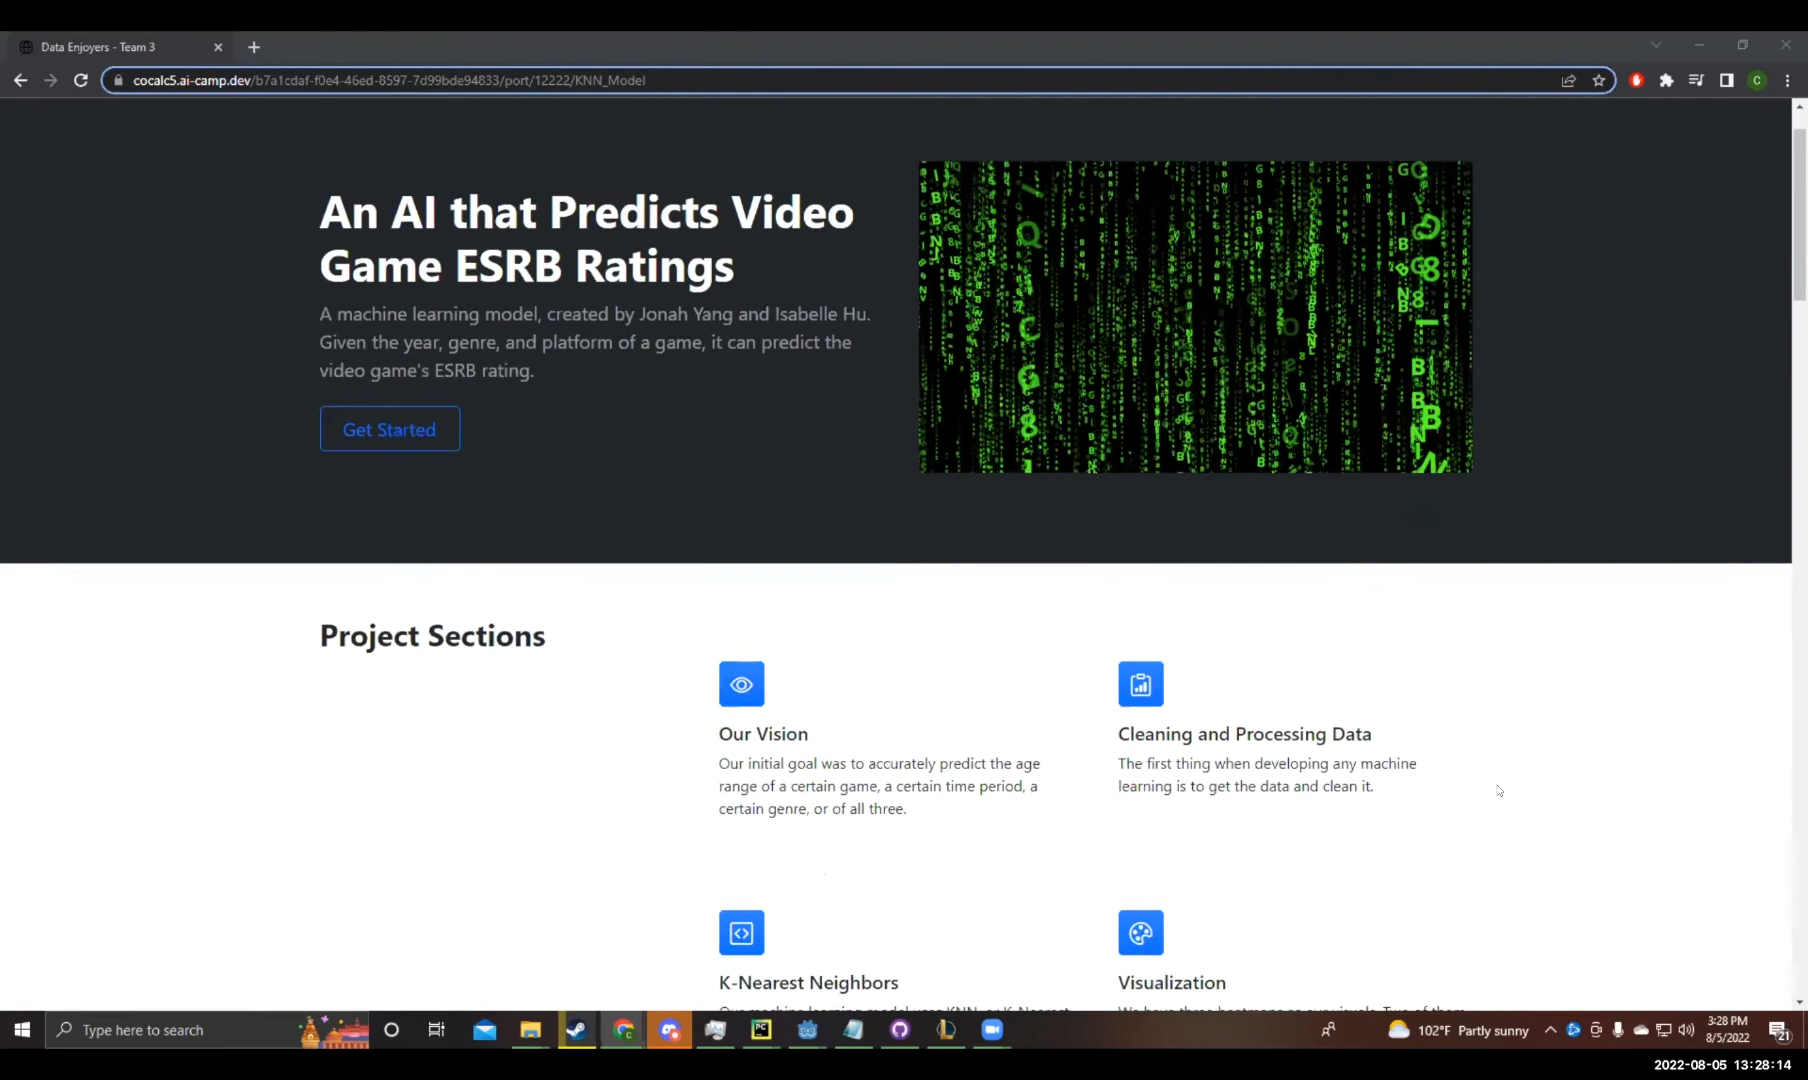 Data Enjoyers - Team 3
cocalc5.ai-camp.dev/b7a1cdaf-f0e4-46ed-8597-7d99bde94833/port/12222/KNN_Model
C
An AI that Predicts Video
Game ESRB Ratings
A machine learning model, created by Jonah Yang and Isabelle Hu.
Given the year, genre, and platform of a game, it can predict the
video game's ESRB rating.
Get Started
Project Sections
Our Vision
Our initial goal was to accurately predict the age
range of a certain game, a certain time period, a
certain genre, or of all three.
Cleaning and Processing Data
The first thing when developing any machine
learning is to get the data and clean it.
K-Nearest Neighbors
Visualization
Type here to search
102°F Partly sunny
3:28 PM
8/5/2022
21
2022-08-05 13:28:14